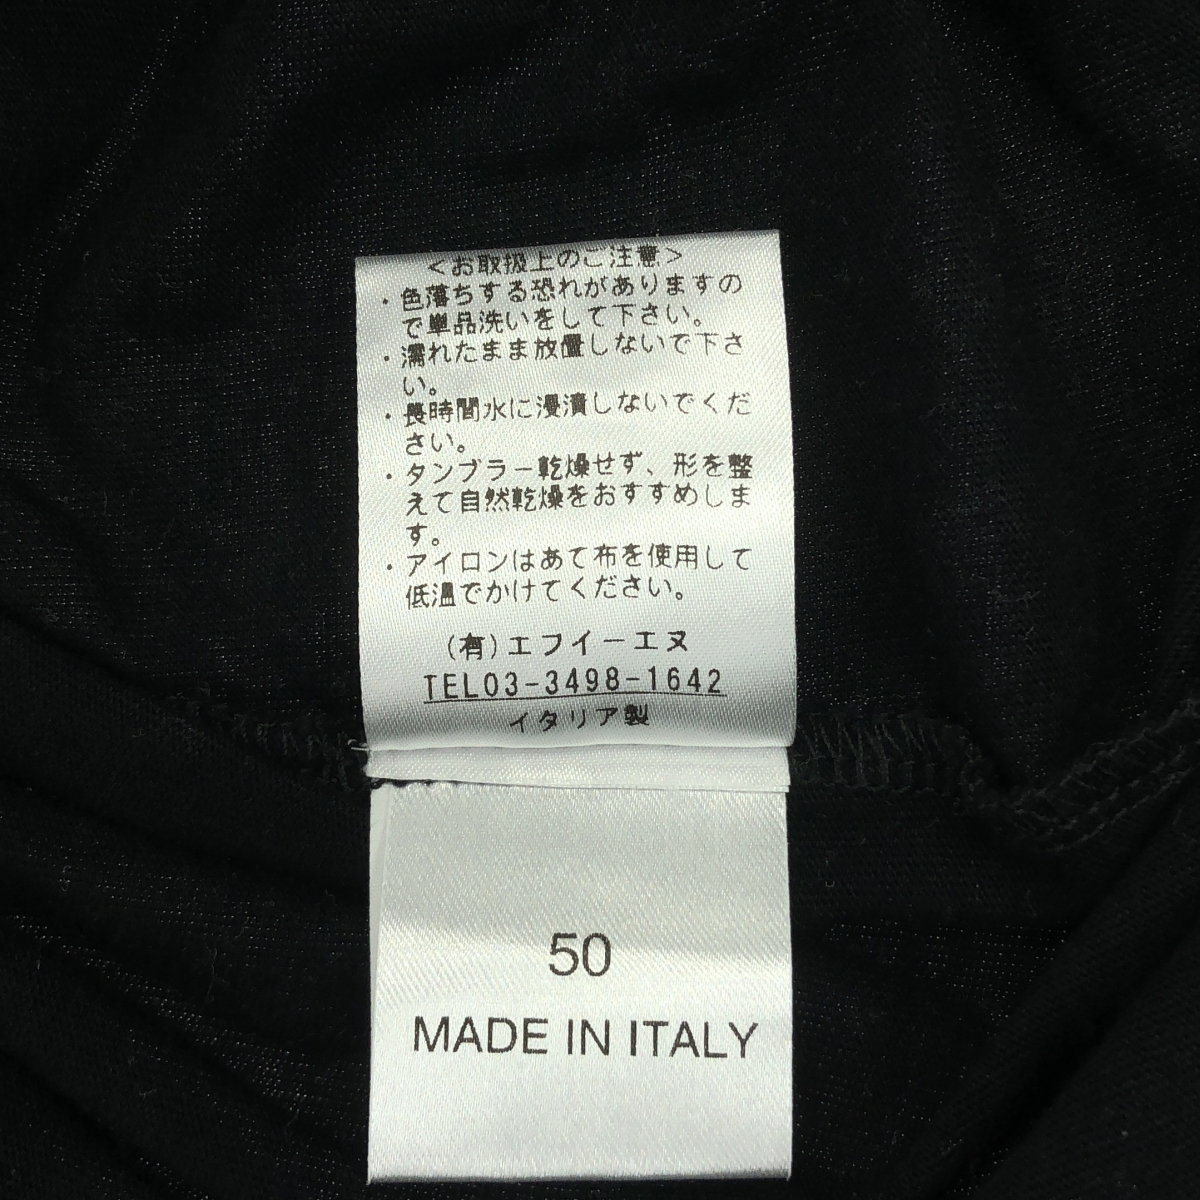 <お取扱上のご注意>
・色落ちする恐れがありますの
で単品洗いをして下さい。
・濡れたまま放置しないで下さ
い。
・長時間水に浸漬しないでくだ
さい。
・タンブラー乾燥せず、形を整
えて自然乾燥をおすすめしま
す。
・アイロンはあて布を使用して
低温でかけてください。
(有)エフイーエヌ
TEL03-3498-1642
イタリア製
50
MADE IN ITALY